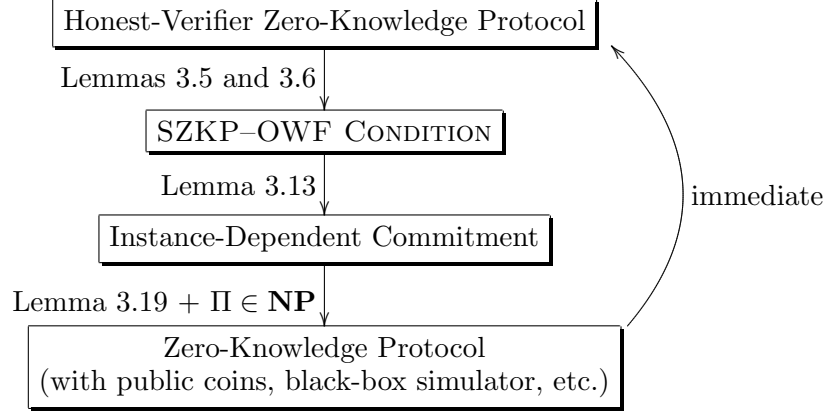 Honest-Verifier Zero-Knowledge Protocol
Lemmas 3.5 and 3.6
SZKP–OWF CONDITION
Lemma 3.13
immediate
Instance-Dependent Commitment
Lemma 3.19 + Π ∈ NP
Zero-Knowledge Protocol
(with public coins, black-box simulator, etc.)